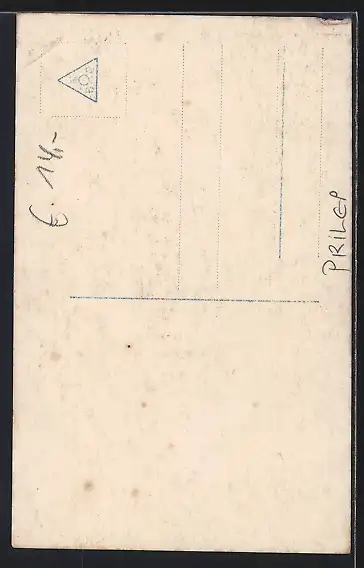 €. 14,-
PRILEP